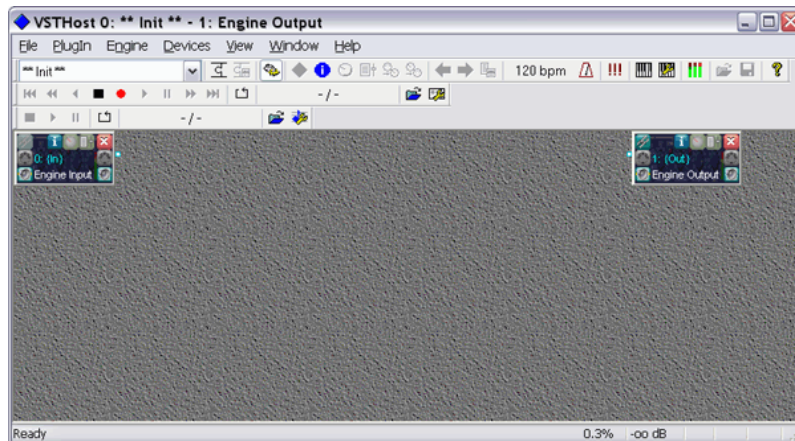 VSTHost 0: ** Init ** - 1: Engine Output
File PlugIn Engine Devices View Window Help
** Init ** 120 bpm
-/-
-/-
0: (In)
Engine Input
1: (Out)
Engine Output
Ready 0.3% -oo dB